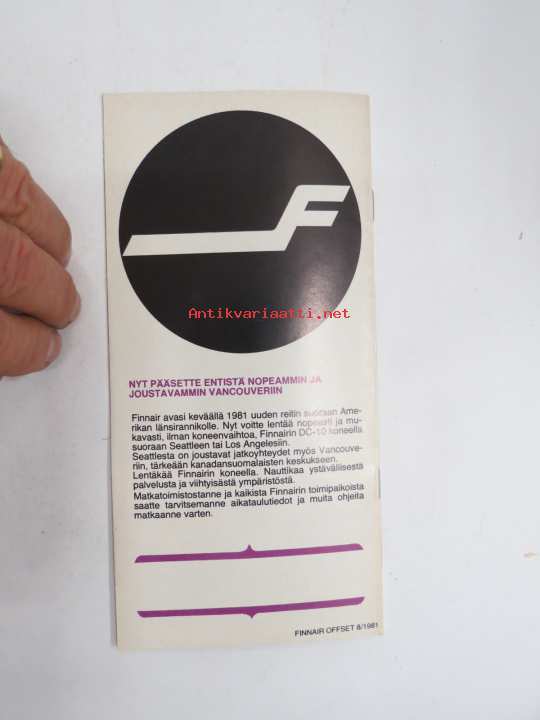 F
Antikvariaatti.net
NYT PÄÄSETTE ENTISTÄ NOPEAMMIN JA
JOUSTAVAMMIN VANCOUVERIIN
Finnair avasi keväällä 1981 uuden reitin suoraan Ame-
rikan länsirannikolle. Nyt voitte lentää nopeasti ja mu-
kavasti, ilman koneenvaihtoa, Finnairin DC-10 koneella
suoraan Seattleen tai Los Angelesiin.
Seattlesta on joustavat jatkoyhteydet myös Vancouve-
riin, tärkeään kanadansuomalaisten keskukseen.
Lentäkää Finnairin koneella. Nauttikaa ystävällisestä
palvelusta ja viihtyisästä ympäristöstä.
Matkatoimistostanne ja kaikista Finnairin toimipaikoista
saatte tarvitsemanne aikataulutiedot ja muita ohjeita
matkaanne varten.
FINNAIR OFFSET 8/1981